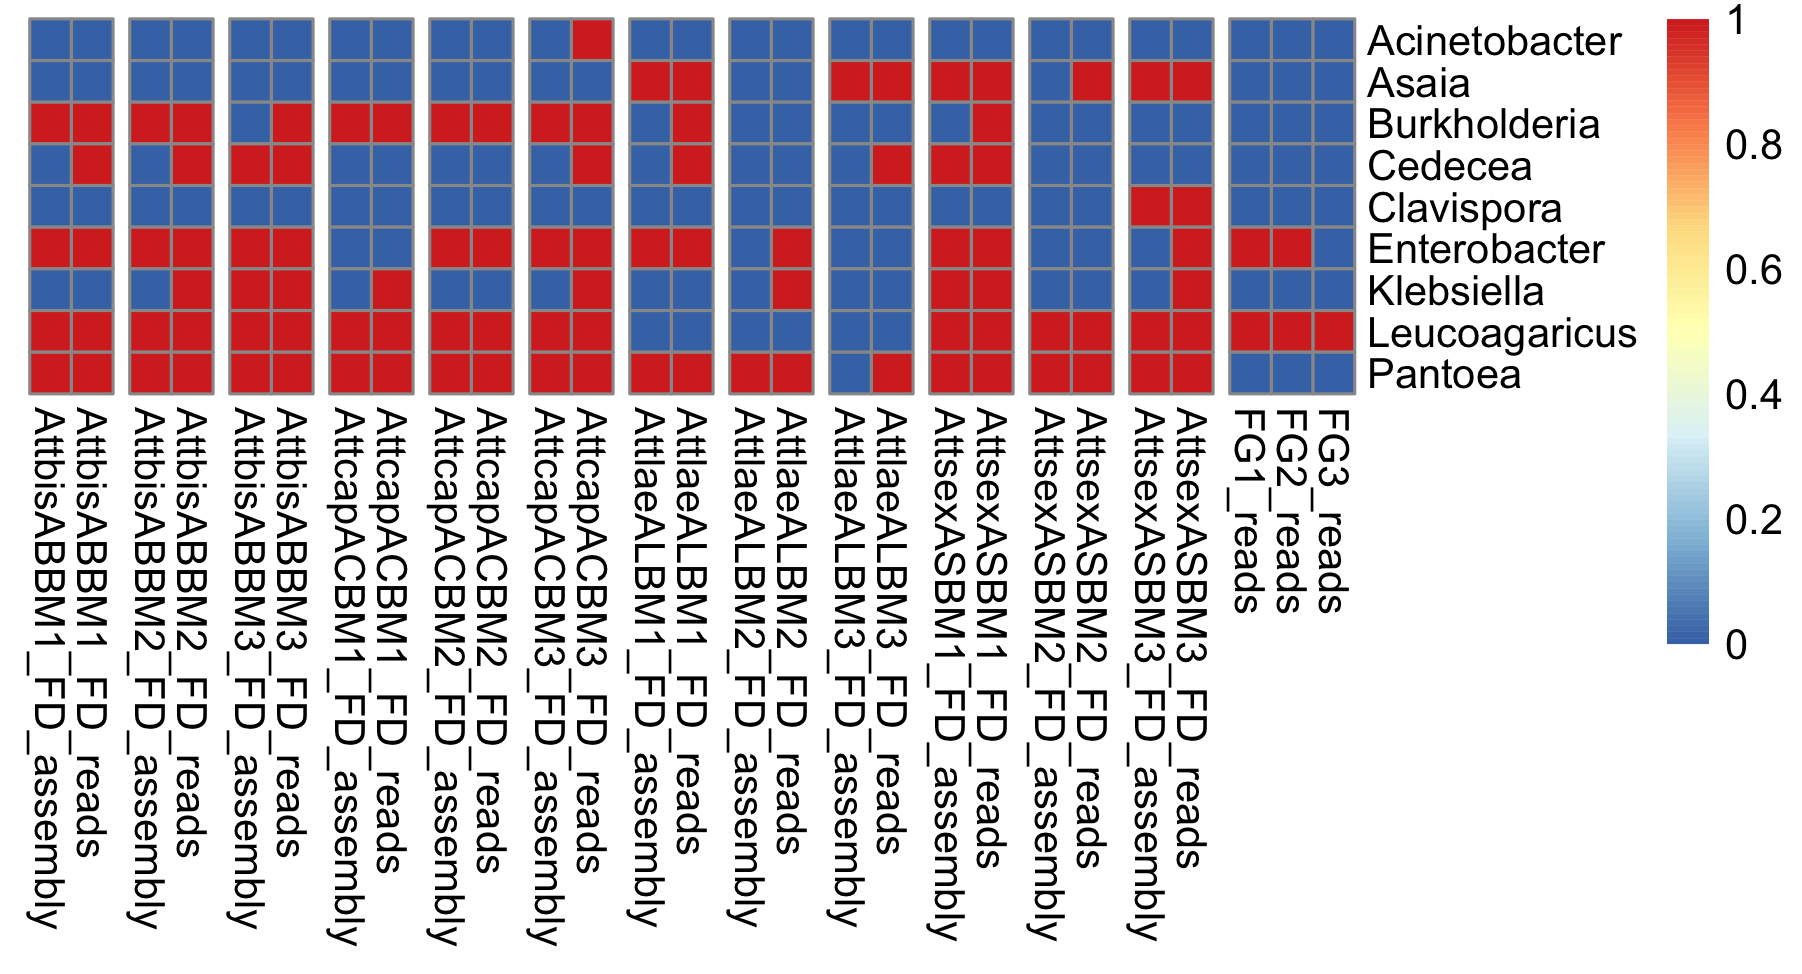 Acinetobacter
Asaia
Burkholderia
Cedecea
Clavispora
Enterobacter
Klebsiella
Leucoagaricus
Pantoea
1
0.8
0.6
0.4
0.2
0
AttbisABBM1_FD_assembly
AttbisABBM1_FD_reads
AttbisABBM2_FD_assembly
AttbisABBM2_FD_reads
AttbisABBM3_FD_assembly
AttbisABBM3_FD_reads
AttcapACBM1_FD_assembly
AttcapACBM1_FD_reads
AttcapACBM2_FD_assembly
AttcapACBM2_FD_reads
AttcapACBM3_FD_assembly
AttcapACBM3_FD_reads
AttlaeALBM1_FD_assembly
AttlaeALBM1_FD_reads
AttlaeALBM2_FD_assembly
AttlaeALBM2_FD_reads
AttlaeALBM3_FD_assembly
AttlaeALBM3_FD_reads
AttsexASBM1_FD_assembly
AttsexASBM1_FD_reads
AttsexASBM2_FD_assembly
AttsexASBM2_FD_reads
AttsexASBM3_FD_assembly
AttsexASBM3_FD_reads
FG1_reads
FG2_reads
FG3_reads